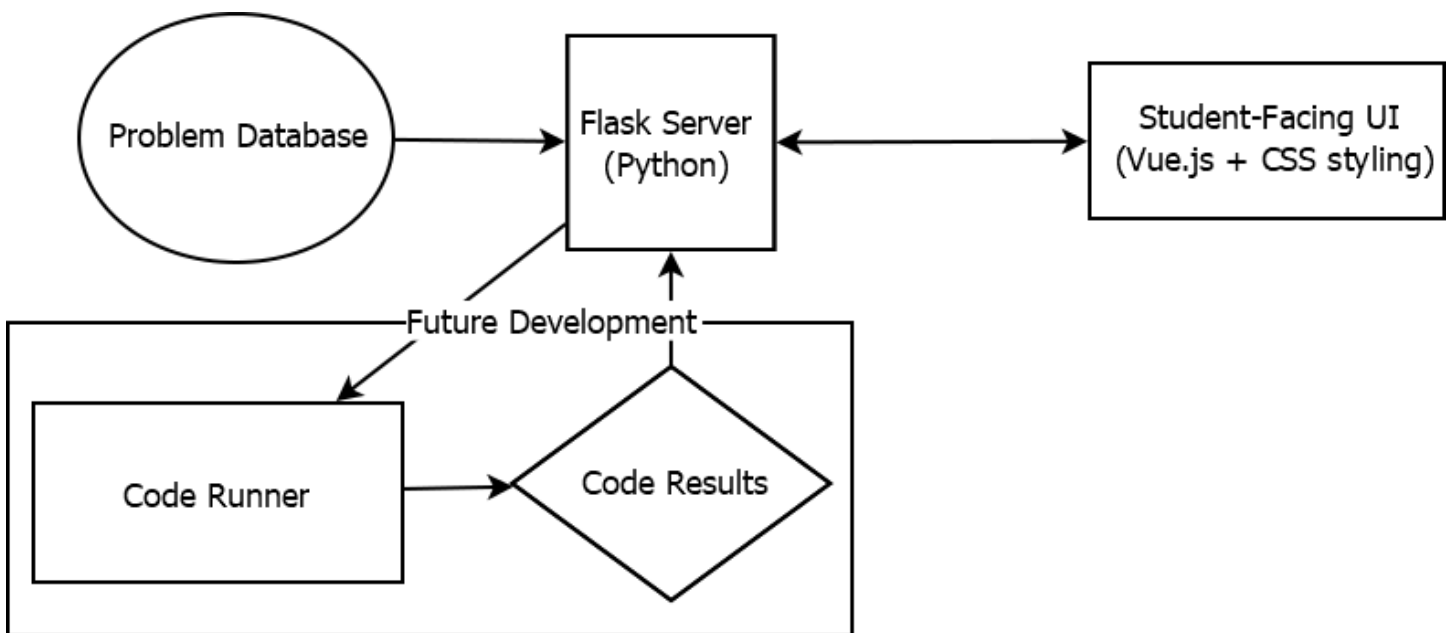 Problem Database
Flask Server
(Python)
Student-Facing UI
(Vue.js + CSS styling)
Future Development
Code Runner
Code Results